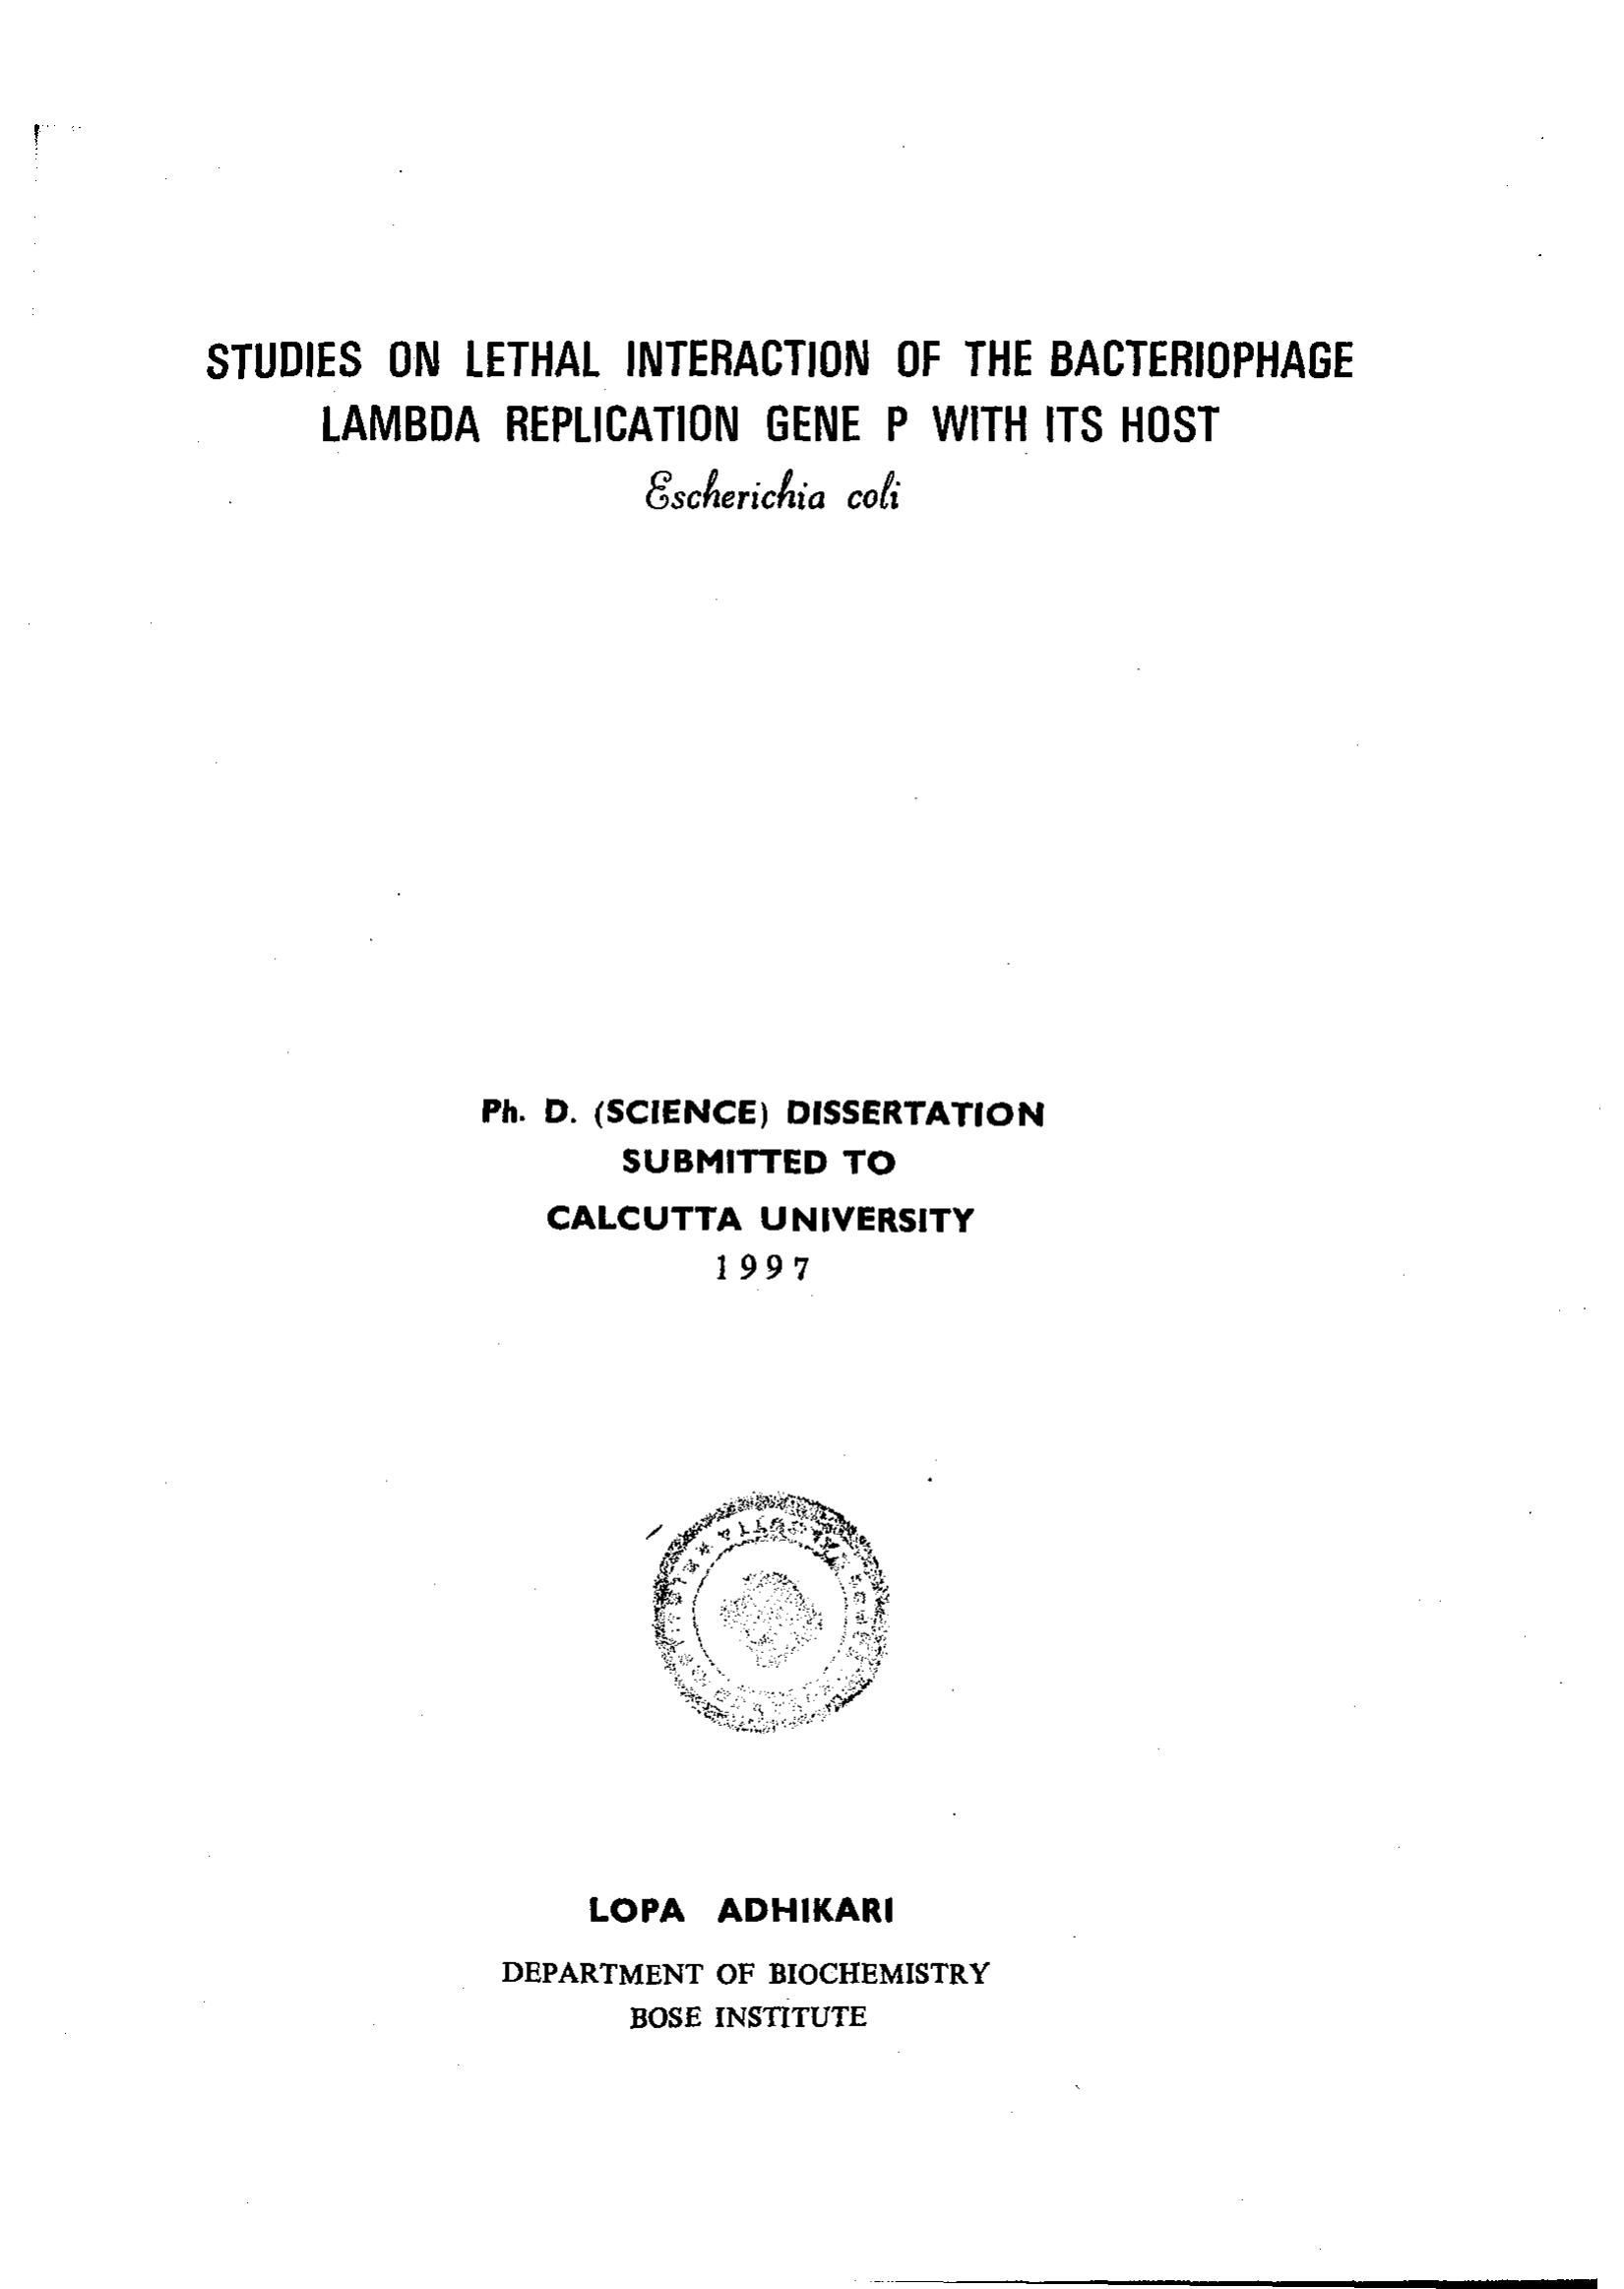 STUDIES ON LETHAL INTERACTION OF THE BACTERIOPHAGE
LAMBDA REPLICATION GENE P WITH ITS HOST
Escherichia coli
Ph. D. (SCIENCE) DISSERTATION
SUBMITTED TO
CALCUTTA UNIVERSITY
1997
LOPA ADHIKARI
DEPARTMENT OF BIOCHEMISTRY
BOSE INSTITUTE